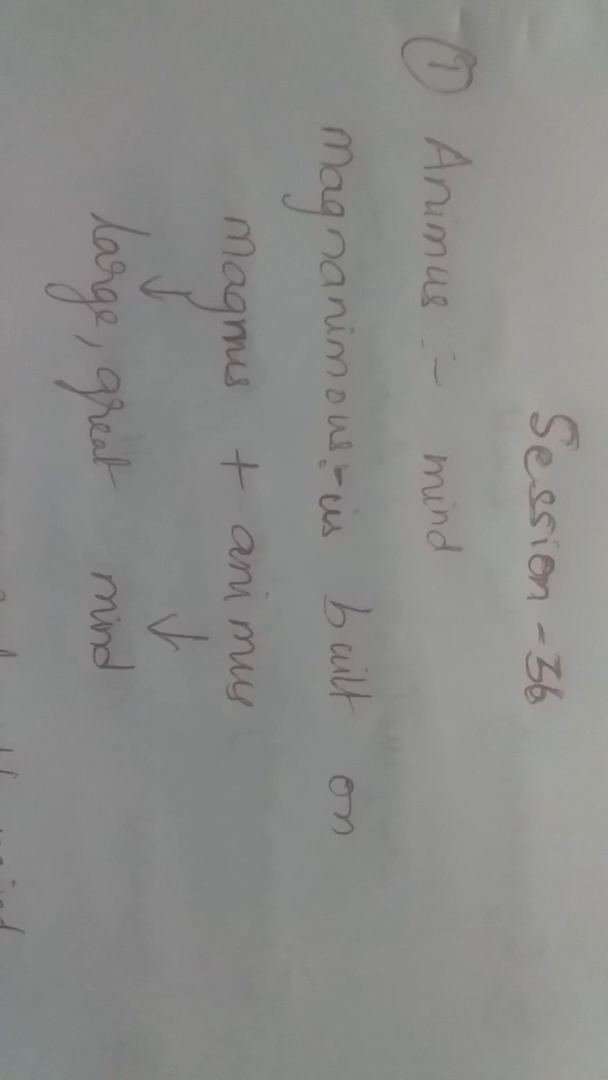 Session - 36
① Animus :- mind
magnanimous :- is built on
magnus + animus
↓ ↓
large, great mind